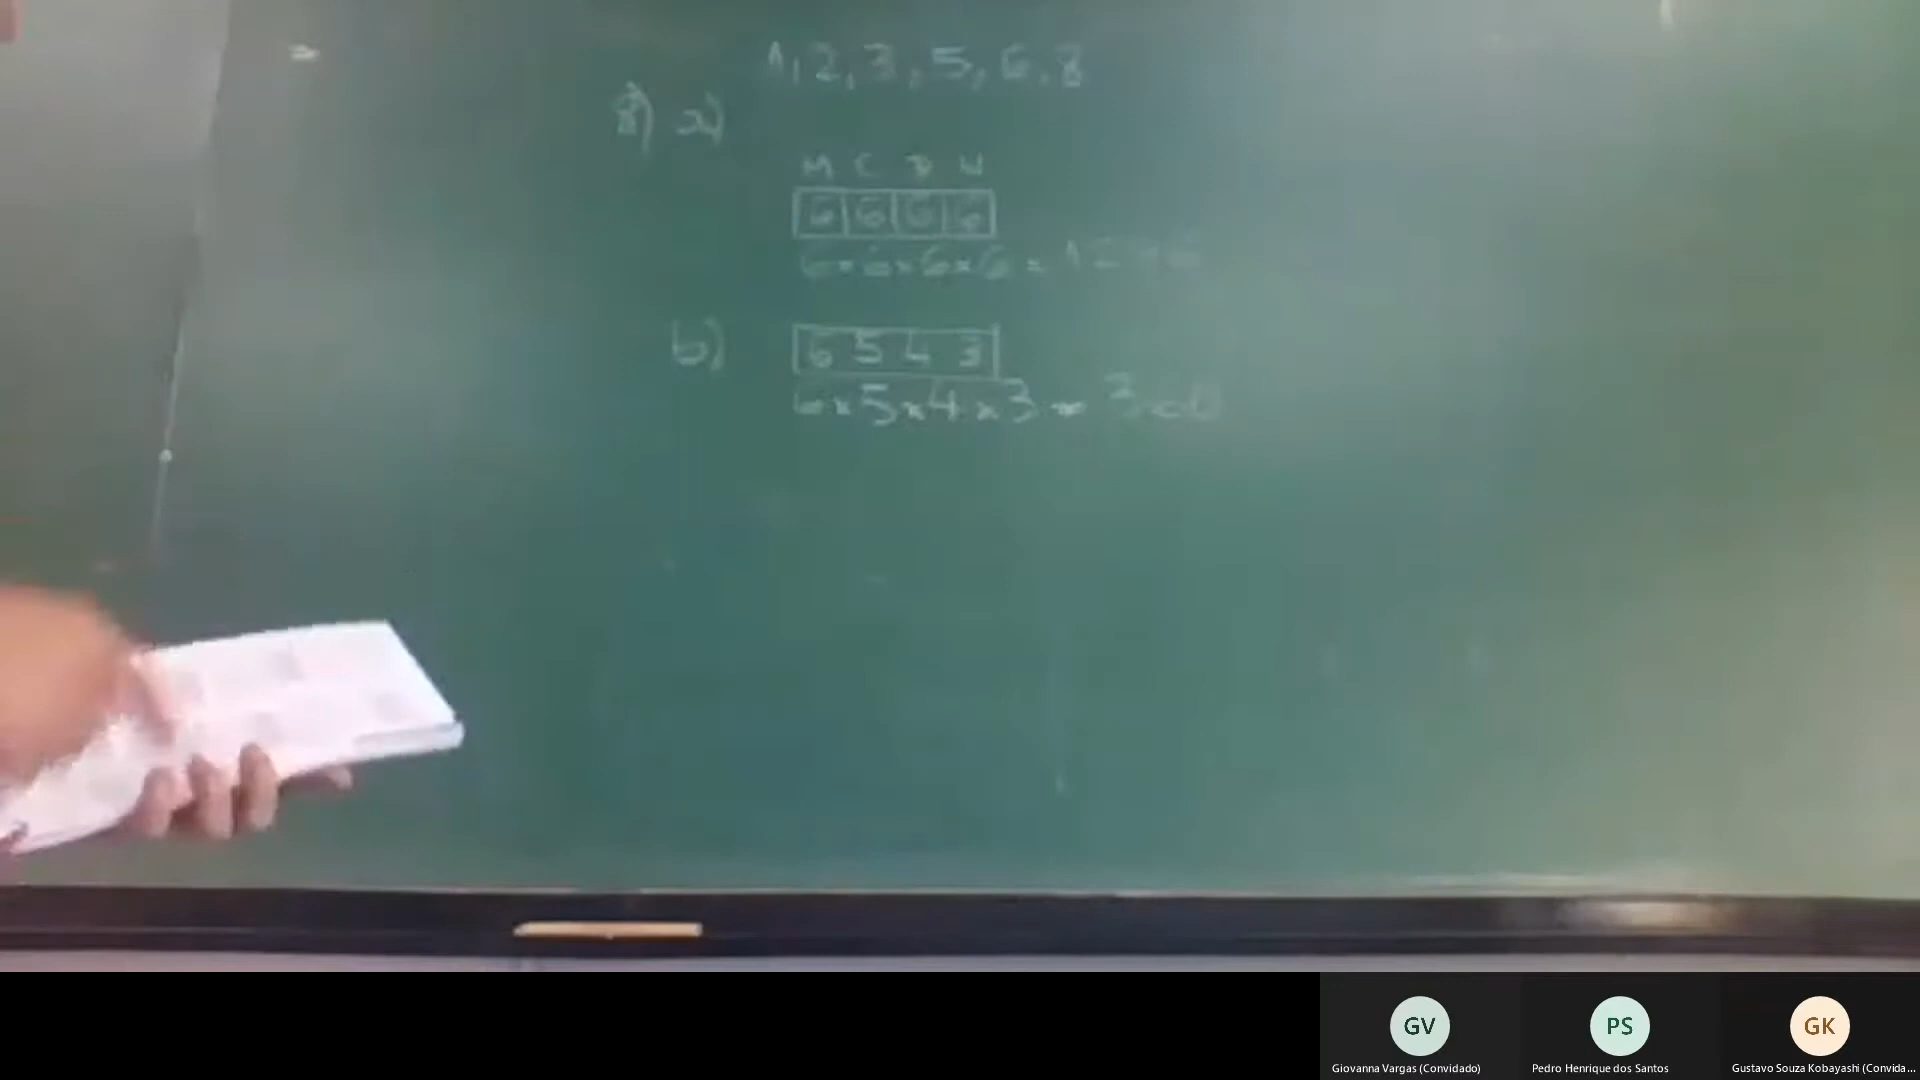 1, 2, 3, 5, 6, 8
8) a)
M C D U
6 6 6 6
6 × 6 × 6 × 6 = 1296
b) 6 5 4 3
6 × 5 × 4 × 3 = 360
GV PS GK
Giovanna Vargas (Convidado) Pedro Henrique dos Santos Gustavo Souza Kobayashi (Convida...